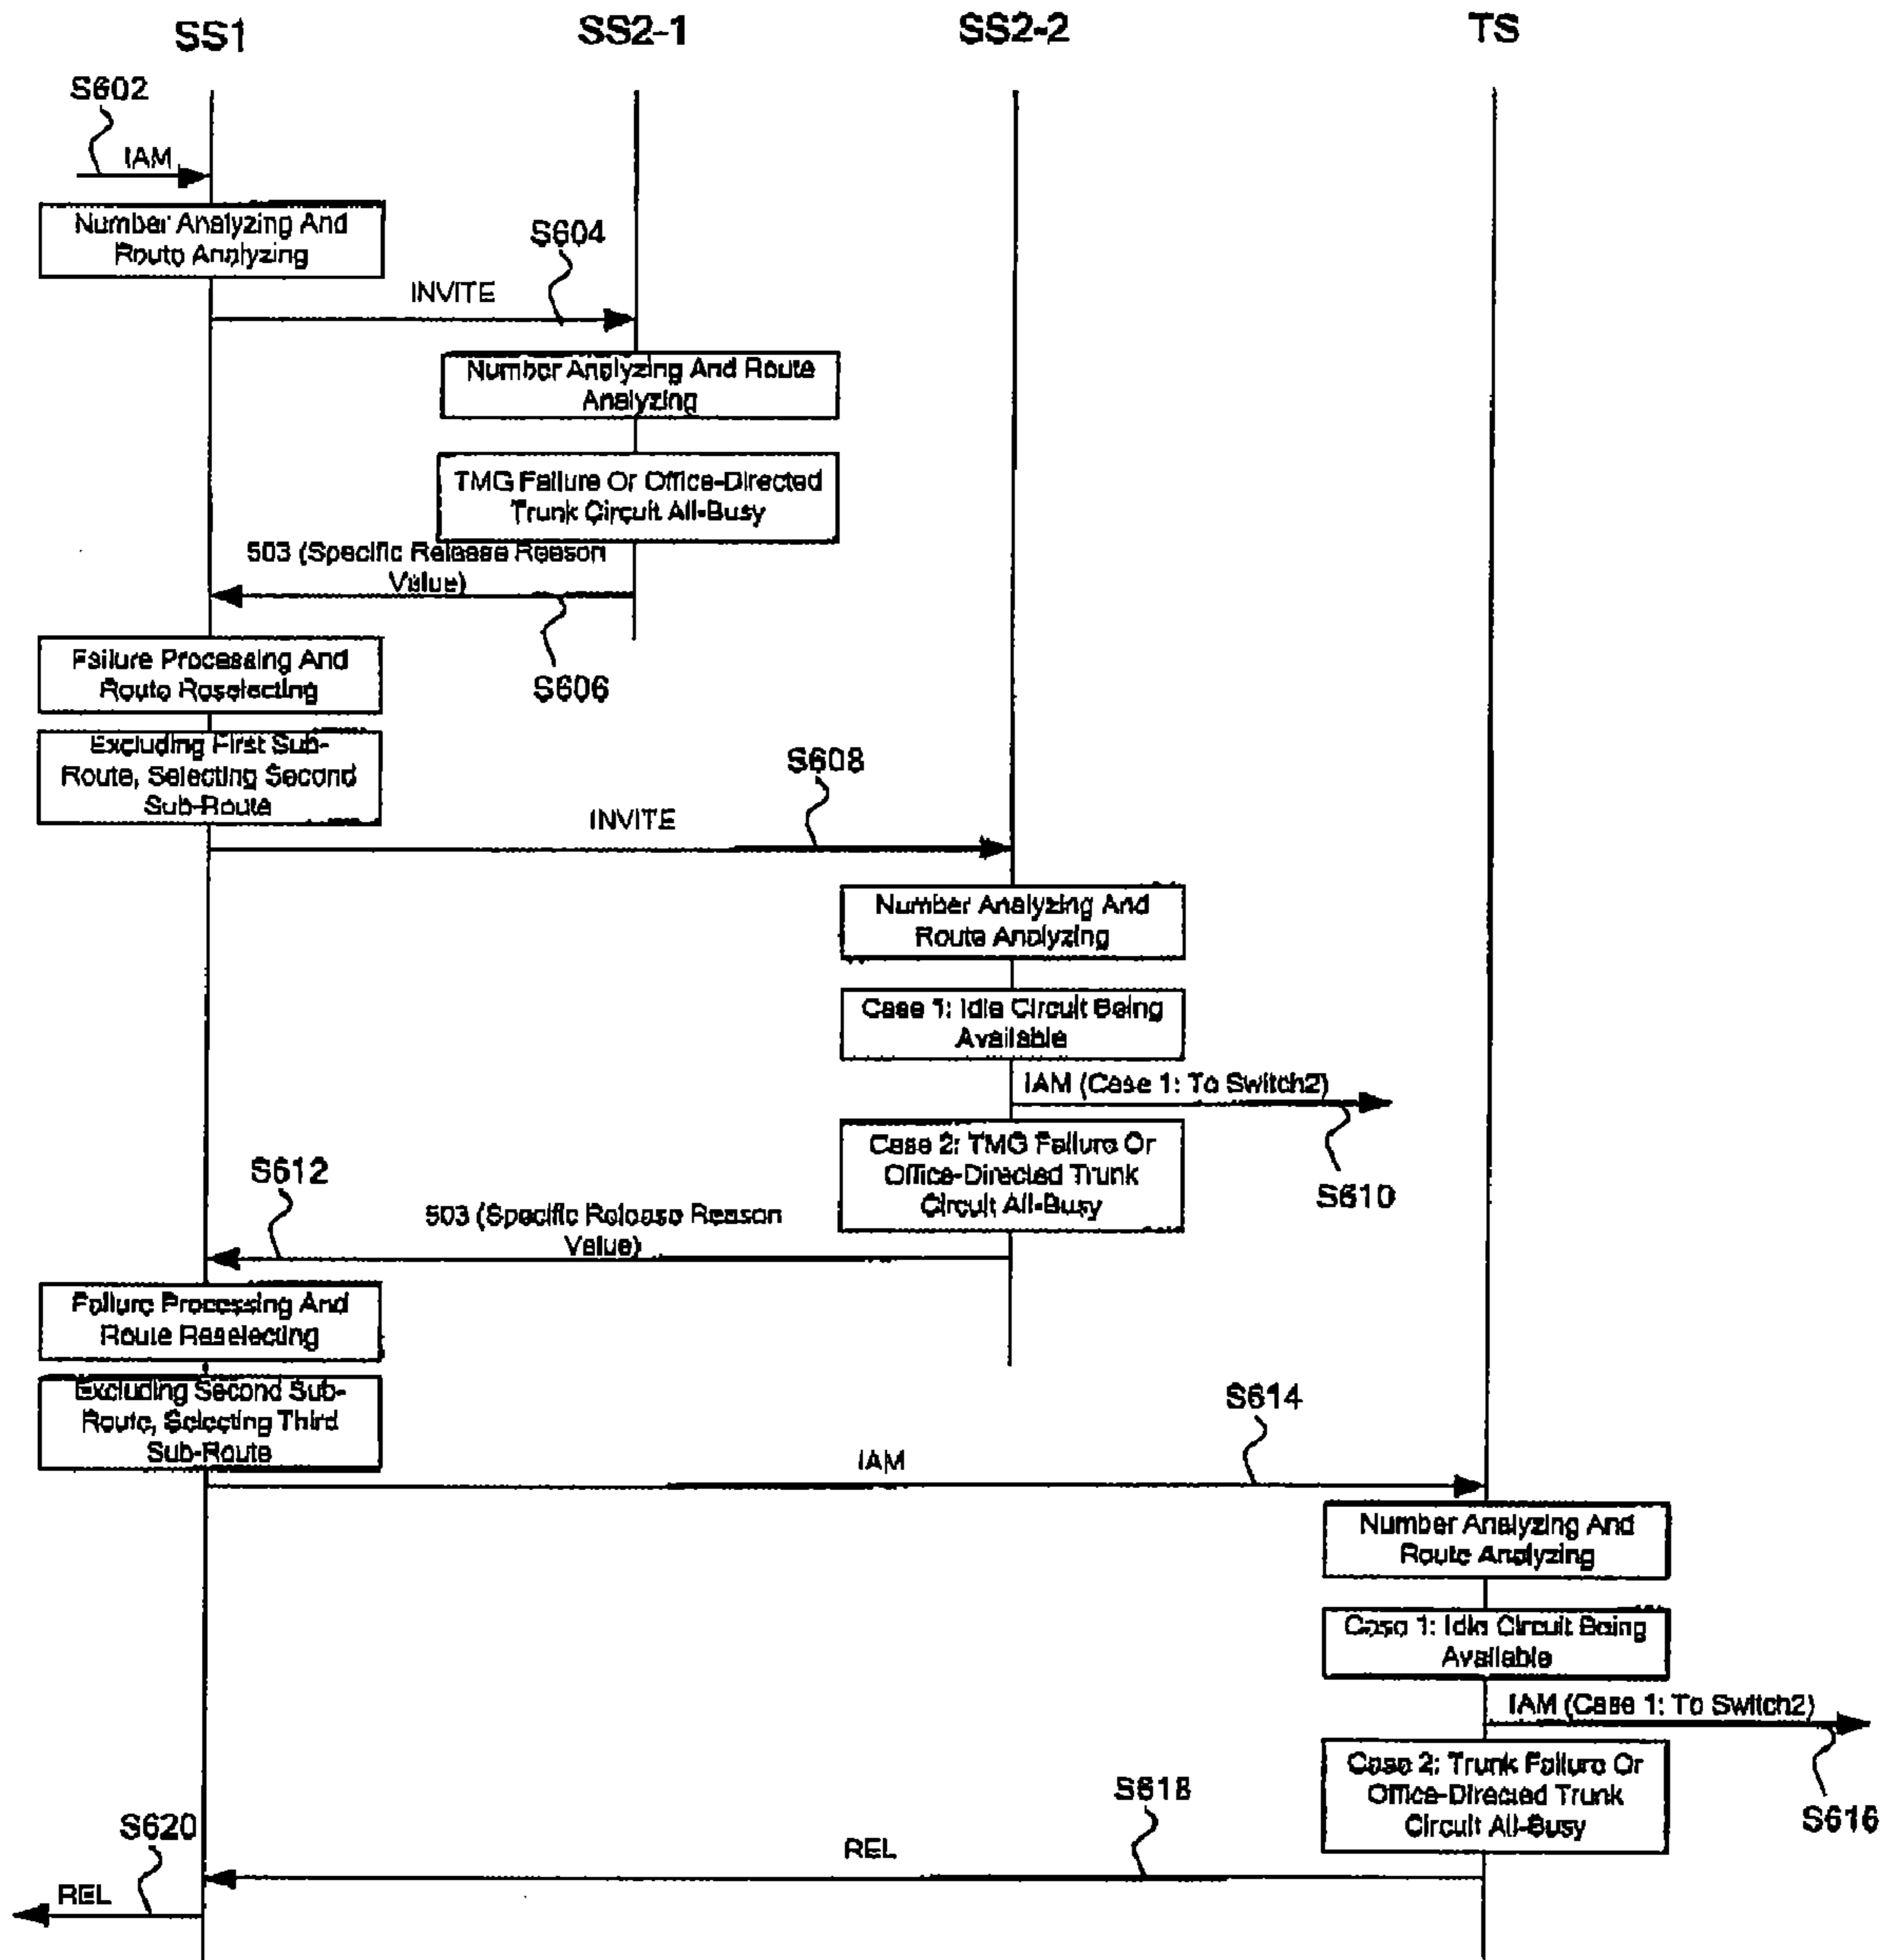 SS1
SS2-1
SS2-2
TS
S602
IAM
Number Analyzing And
Route Analyzing
S604
INVITE
Number Analyzing And Route
Analyzing
TMG Failure Or Office-Directed
Trunk Circuit All-Busy
503 (Specific Release Reason
Value)
S606
Failure Processing And
Route Reselecting
Excluding First Sub-
Route, Selecting Second
Sub-Route
S608
INVITE
Number Analyzing And
Route Analyzing
Case 1: Idle Circuit Being
Available
IAM (Case 1: To Switch2)
S610
Case 2: TMG Failure Or
Office-Directed Trunk
Circuit All-Busy
S612
503 (Specific Release Reason
Value)
Failure Processing And
Route Reselecting
Excluding Second Sub-
Route, Selecting Third
Sub-Route
S614
IAM
Number Analyzing And
Route Analyzing
Case 1: Idle Circuit Being
Available
IAM (Case 1: To Switch2)
S616
Case 2: Trunk Failure Or
Office-Directed Trunk
Circuit All-Busy
S618
REL
S620
REL